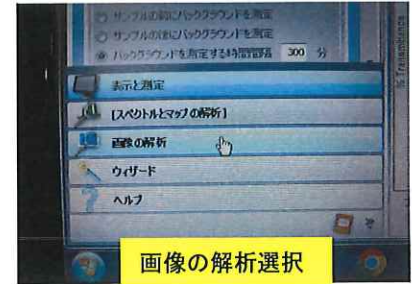 サンプルの前にバックグラウンドを測定
サンプルの後にバックグラウンドを測定
バックグラウンドを測定する時間間隔 300 分
表示と測定
[スペクトルとマップの解析]
画像の解析
ウィザード
ヘルプ
画像の解析選択
% Transmittance